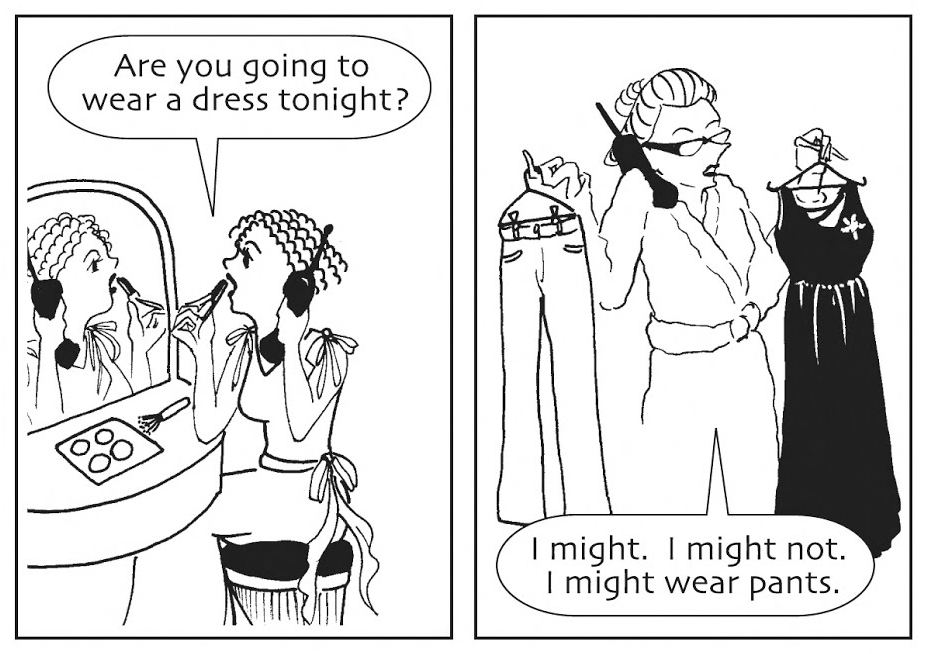 Are you going to
wear a dress tonight?
I might.  I might not.
I might wear pants.